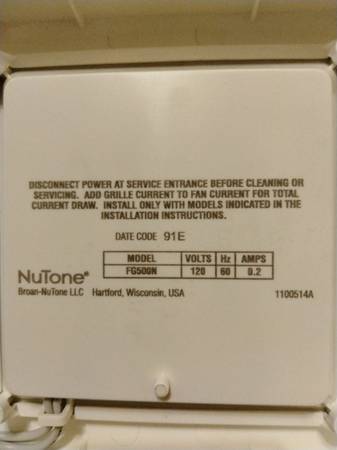 DISCONNECT POWER AT SERVICE ENTRANCE BEFORE CLEANING OR
SERVICING. ADD GRILLE CURRENT TO FAN CURRENT FOR TOTAL
CURRENT DRAW. INSTALL ONLY WITH MODELS INDICATED IN THE
INSTALLATION INSTRUCTIONS.
DATE CODE 91E
MODEL VOLTS Hz AMPS
FG500N 120 60 0.2
NuTone®
Broan-NuTone LLC Hartford, Wisconsin, USA 1100514A